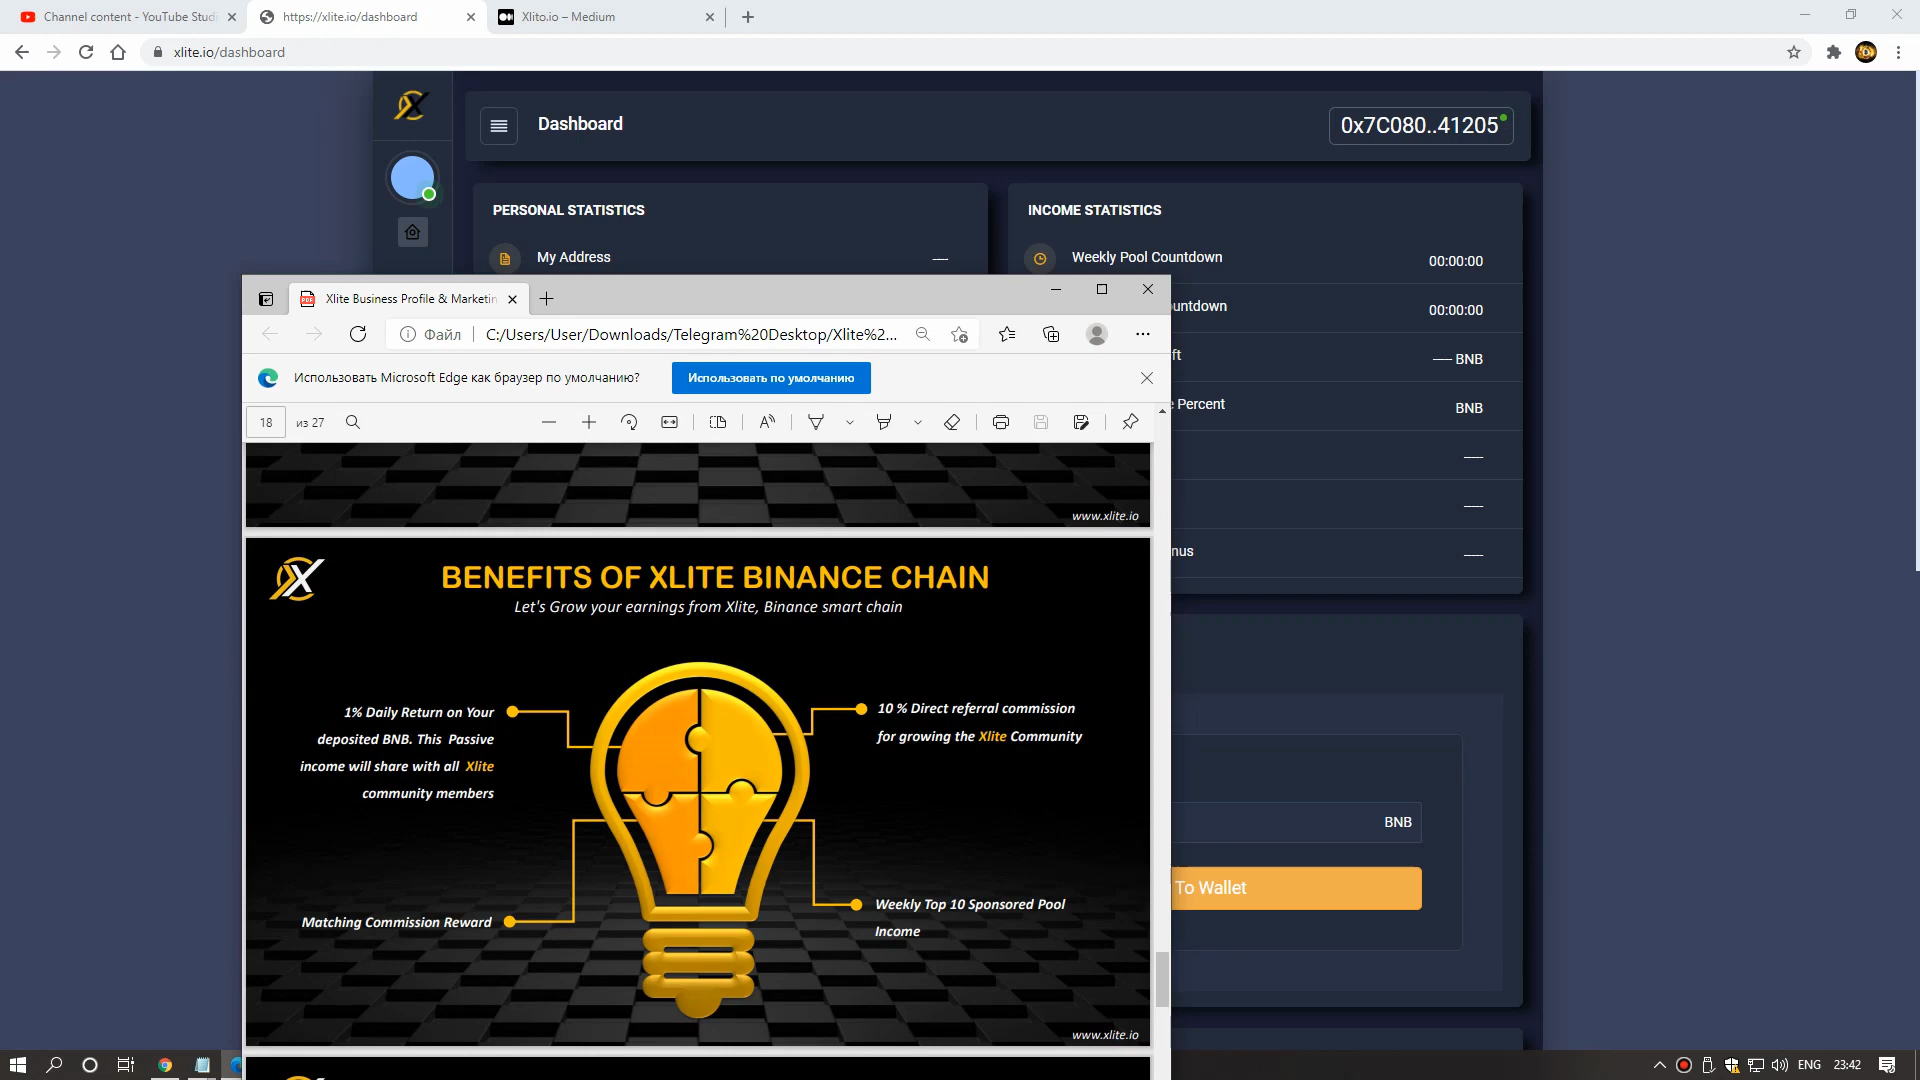 Channel content - YouTube Studi
https://xlite.io/dashboard
Xlito.io – Medium
xlite.io/dashboard
Dashboard
0x7C080..41205
PERSONAL STATISTICS
My Address
INCOME STATISTICS
Weekly Pool Countdown
00:00:00
ountdown
00:00:00
ft
BNB
e Percent
BNB
nus
BNB
To Wallet
Xlite Business Profile & Marketin
Файл
C:/Users/User/Downloads/Telegram%20Desktop/Xlite%2...
Использовать Microsoft Edge как браузер по умолчанию?
Использовать по умолчанию
18 из 27
www.xlite.io
X
BENEFITS OF XLITE BINANCE CHAIN
Let's Grow your earnings from Xlite, Binance smart chain
1% Daily Return on Your
deposited BNB. This Passive
income will share with all Xlite
community members
10 % Direct referral commission
for growing the Xlite Community
Matching Commission Reward
Weekly Top 10 Sponsored Pool
Income
www.xlite.io
ENG
23:42